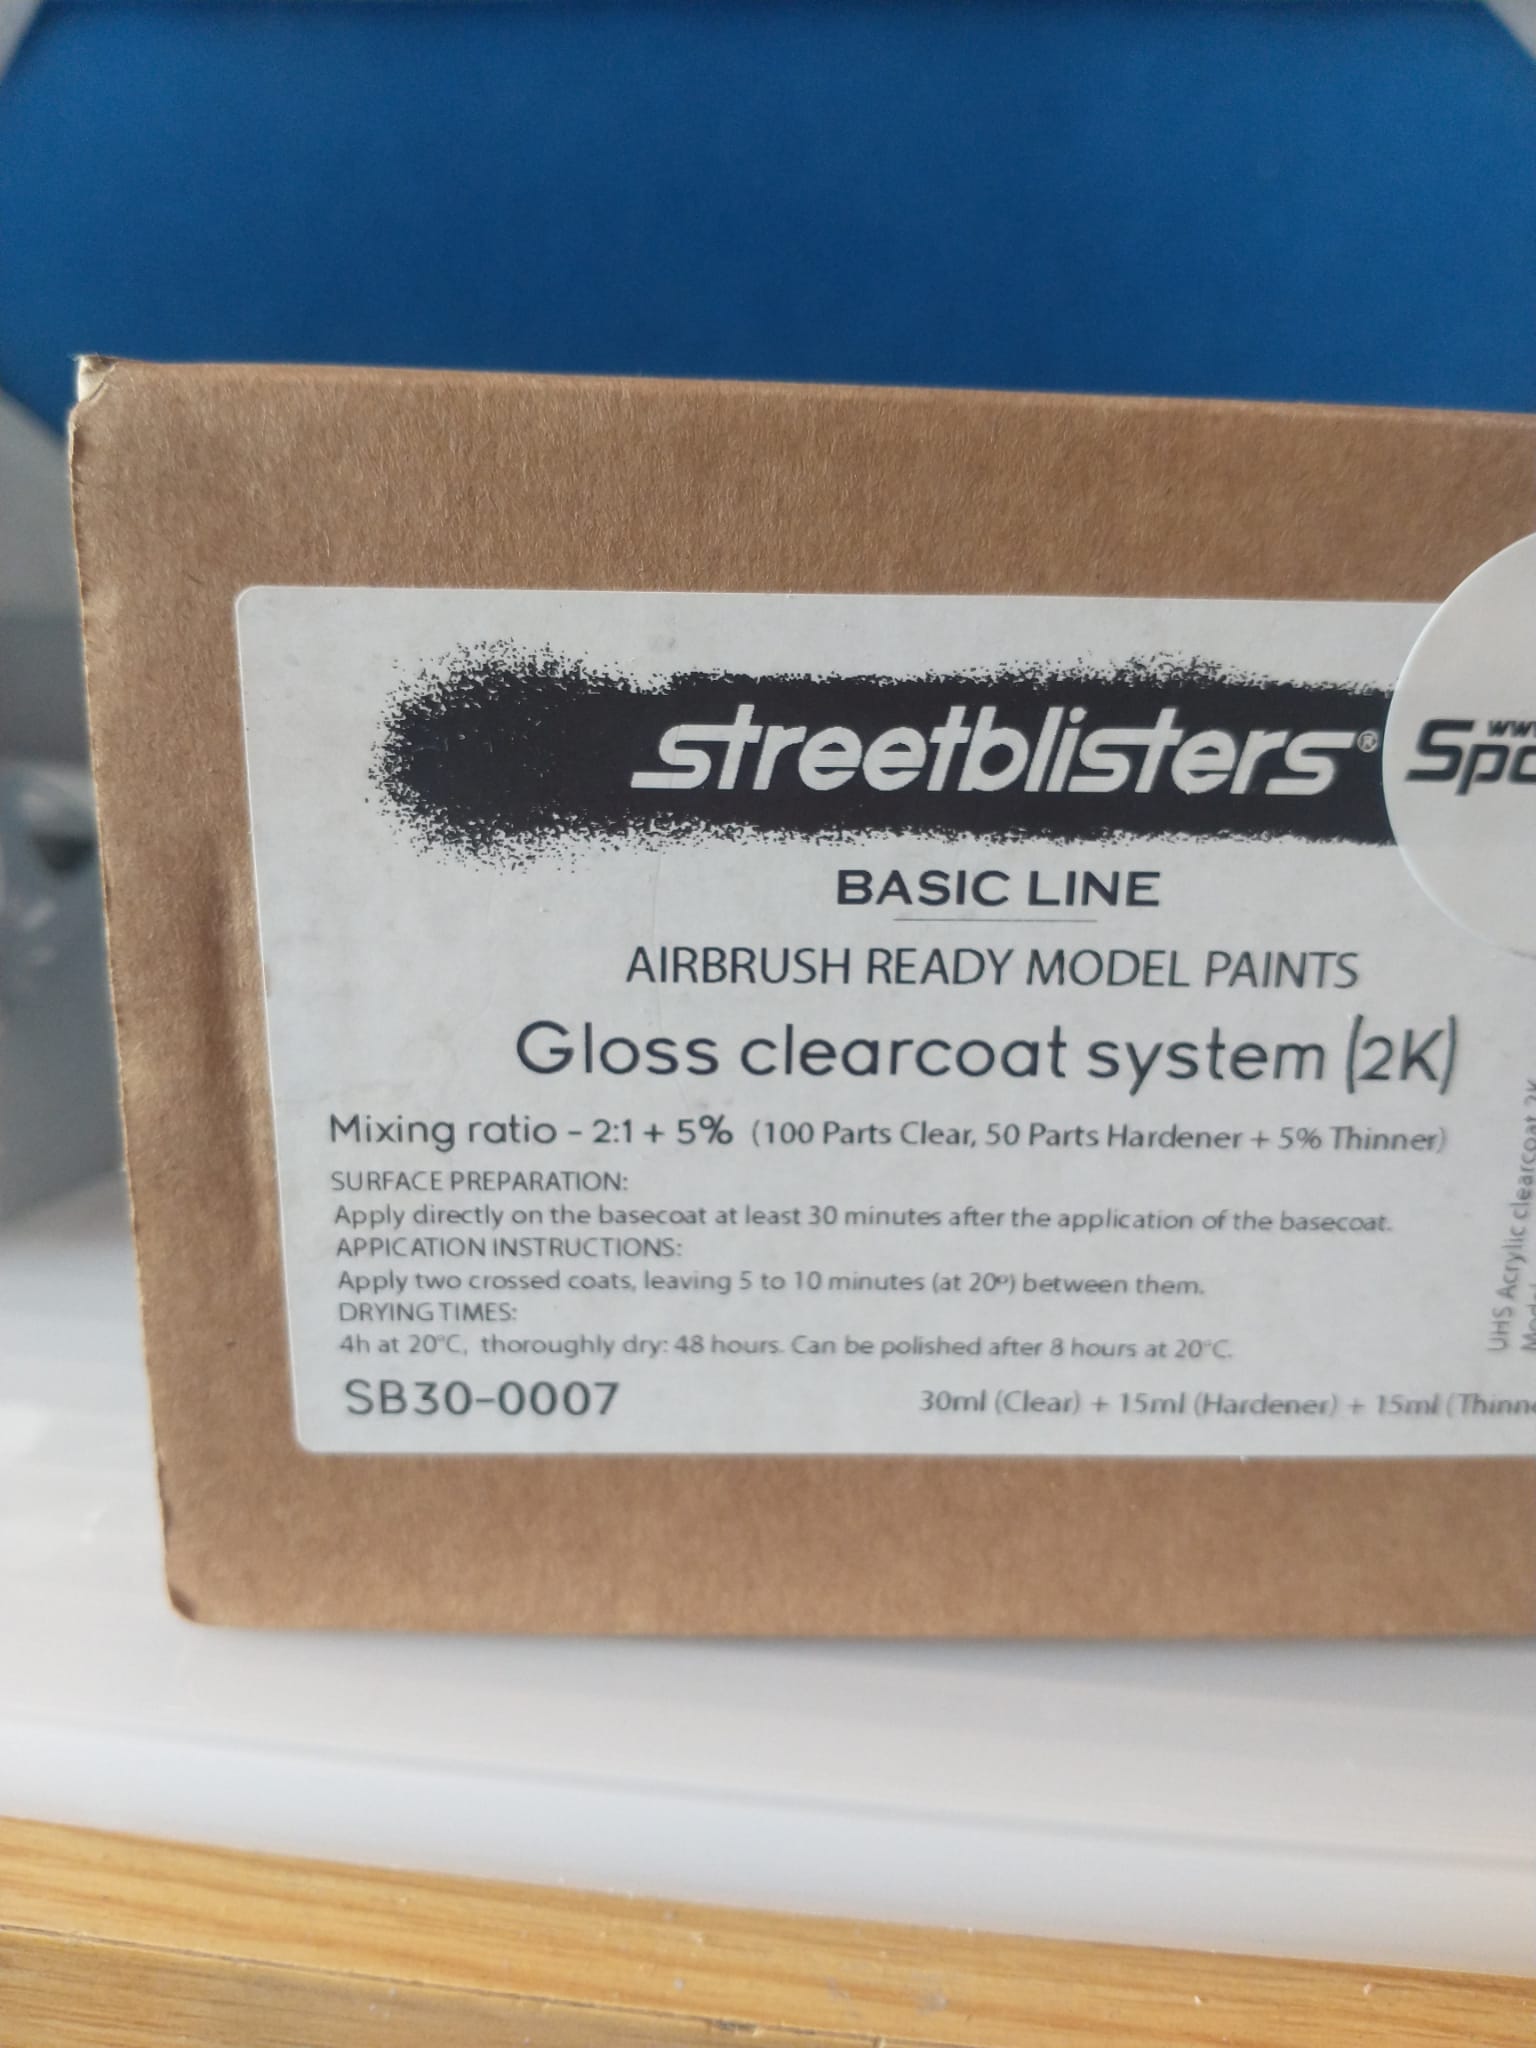 streetblisters®
BASIC LINE
AIRBRUSH READY MODEL PAINTS
Gloss clearcoat system (2K)
Mixing ratio - 2:1 + 5% (100 Parts Clear, 50 Parts Hardener + 5% Thinner)
SURFACE PREPARATION:
Apply directly on the basecoat at least 30 minutes after the application of the basecoat.
APPICATION INSTRUCTIONS:
Apply two crossed coats, leaving 5 to 10 minutes (at 20º) between them.
DRYING TIMES:
4h at 20°C, thoroughly dry: 48 hours. Can be polished after 8 hours at 20°C.
SB30-0007
30ml (Clear) + 15ml (Hardener) + 15ml (Thinne
UHS Acrylic clearcoat 2K